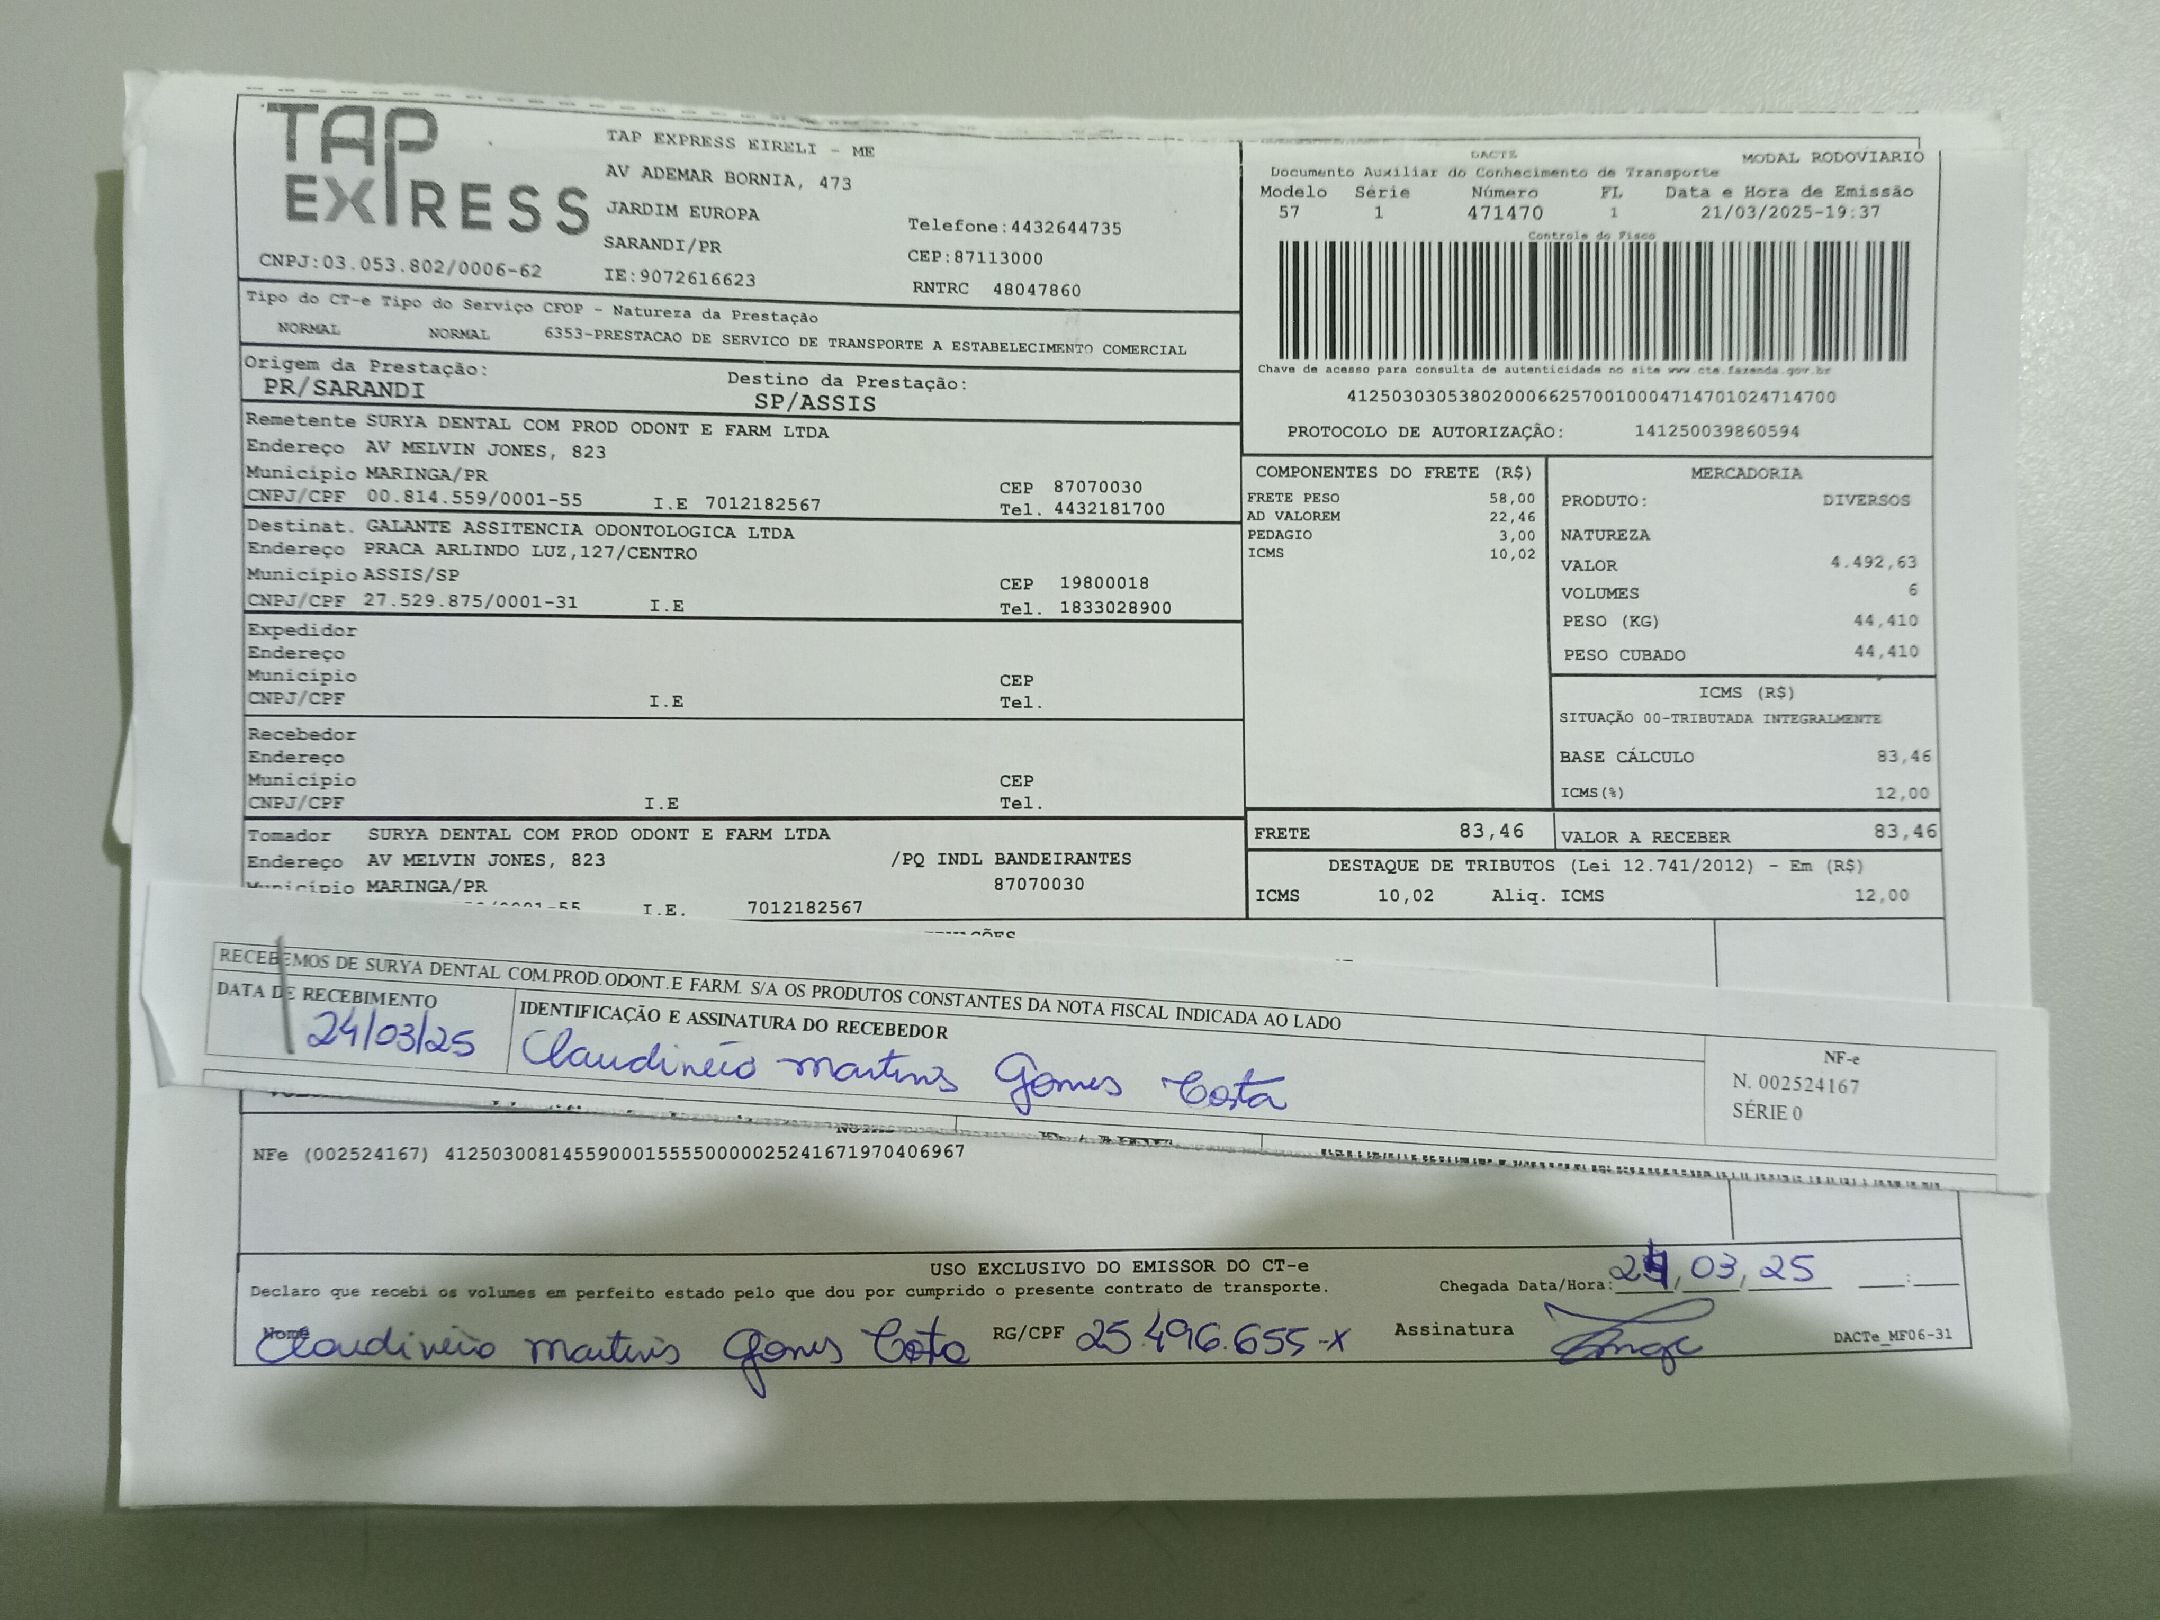 TAP EXPRESS
TAP EXPRESS EIRELI - ME
AV ADEMAR BORNIA, 473
JARDIM EUROPA
SARANDI/PR
IE:9072616623
Telefone:4432644735
CEP:87113000
RNTRC 48047860
CNPJ:03.053.802/0006-62
DACTE
MODAL RODOVIARIO
Documento Auxiliar do Conhecimento de Transporte
Modelo Série Número FL Data e Hora de Emissão
57 1 471470 1 21/03/2025-19:37
Controle do Fisco
Chave de acesso para consulta de autenticidade no site www.cte.fazenda.gov.br
41250303053802000662570010004714701024714700
PROTOCOLO DE AUTORIZAÇÃO: 141250039860594
Tipo do CT-e Tipo do Serviço CFOP - Natureza da Prestação
NORMAL NORMAL 6353-PRESTACAO DE SERVICO DE TRANSPORTE A ESTABELECIMENTO COMERCIAL
Origem da Prestação: Destino da Prestação:
PR/SARANDI SP/ASSIS
Remetente SURYA DENTAL COM PROD ODONT E FARM LTDA
Endereço AV MELVIN JONES, 823
Município MARINGA/PR CEP 87070030
CNPJ/CPF 00.814.559/0001-55 I.E 7012182567 Tel. 4432181700
Destinat. GALANTE ASSITENCIA ODONTOLOGICA LTDA
Endereço PRACA ARLINDO LUZ,127/CENTRO
Município ASSIS/SP CEP 19800018
CNPJ/CPF 27.529.875/0001-31 I.E Tel. 1833028900
Expedidor
Endereço
Município CEP
CNPJ/CPF I.E Tel.
Recebedor
Endereço
Município CEP
CNPJ/CPF I.E Tel.
Tomador SURYA DENTAL COM PROD ODONT E FARM LTDA
Endereço AV MELVIN JONES, 823 /PQ INDL BANDEIRANTES
Município MARINGA/PR 87070030
/0001-55 I.E. 7012182567
COMPONENTES DO FRETE (R$)
FRETE PESO 58,00
AD VALOREM 22,46
PEDAGIO 3,00
ICMS 10,02
MERCADORIA
PRODUTO: DIVERSOS
NATUREZA
VALOR 4.492,63
VOLUMES 6
PESO (KG) 44,410
PESO CUBADO 44,410
ICMS (R$)
SITUAÇÃO 00-TRIBUTADA INTEGRALMENTE
BASE CÁLCULO 83,46
ICMS(%) 12,00
FRETE 83,46 VALOR A RECEBER 83,46
DESTAQUE DE TRIBUTOS (Lei 12.741/2012) - Em (R$)
ICMS 10,02 Aliq. ICMS 12,00
RECEBEMOS DE SURYA DENTAL COM.PROD.ODONT.E FARM. S/A OS PRODUTOS CONSTANTES DA NOTA FISCAL INDICADA AO LADO
DATA DE RECEBIMENTO IDENTIFICAÇÃO E ASSINATURA DO RECEBEDOR
24/03/25 Claudineio Martins Gomes Costa
NF-e
N. 002524167
SÉRIE 0
NFe (002524167) 41250300814559000155550000025241671970406967
USO EXCLUSIVO DO EMISSOR DO CT-e
Declaro que recebi os volumes em perfeito estado pelo que dou por cumprido o presente contrato de transporte.
Chegada Data/Hora: 24, 03, 25 :
Nome Claudineio Martins Gomes Costa RG/CPF 25.496.655-X Assinatura
DACTe_MF06-31